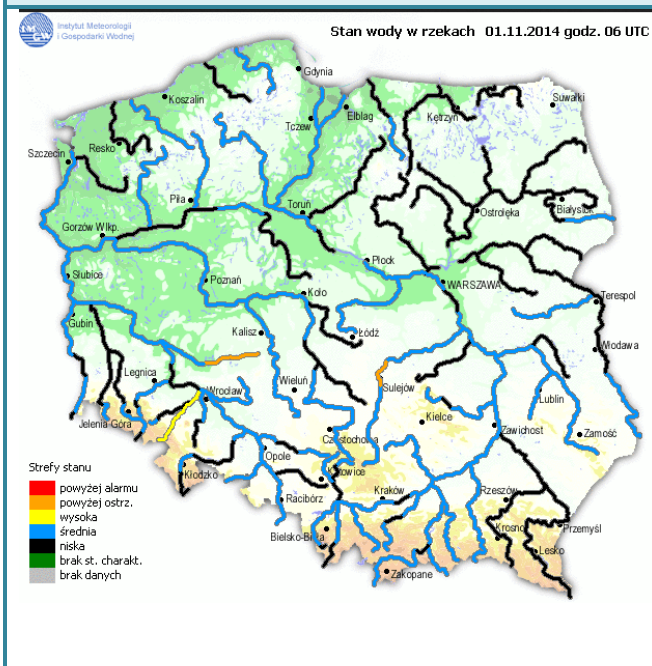 Instytut Meteorologii
i Gospodarki Wodnej
Stan wody w rzekach 01.11.2014 godz. 06 UTC
Gdynia
Koszalin
Suwałki
Tczew
Elbląg
Kętrzyn
Resko
Szczecin
Piła
Toruń
Ostrołęka
Białystok
Gorzów Wlkp.
Płock
Słubice
Poznań
WARSZAWA
Koło
Terespol
Gubin
Kalisz
Łódź
Włodawa
Legnica
Wieluń
Sulejów
Wrocław
Lublin
Jelenia Góra
Kielce
Zawichost
Zamość
Częstochowa
Opole
Strefy stanu
Kłodzko
Katowice
powyżej alarmu
Racibórz
Kraków
Rzeszów
powyżej ostrz.
wysoka
średnia
Bielsko-Biała
Krosno
Przemyśl
niska
Lesko
brak st. charakt.
Zakopane
brak danych